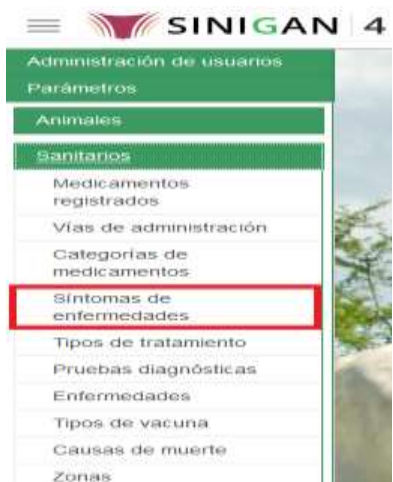 SINIGAN 4
Administración de usuarios
Parámetros
Animales
Sanitarios
Medicamentos
registrados
Vías de administración
Categorías de
medicamentos
Síntomas de
enfermedades
Tipos de tratamiento
Pruebas diagnósticas
Enfermedades
Tipos de vacuna
Causas de muerte
Zonas